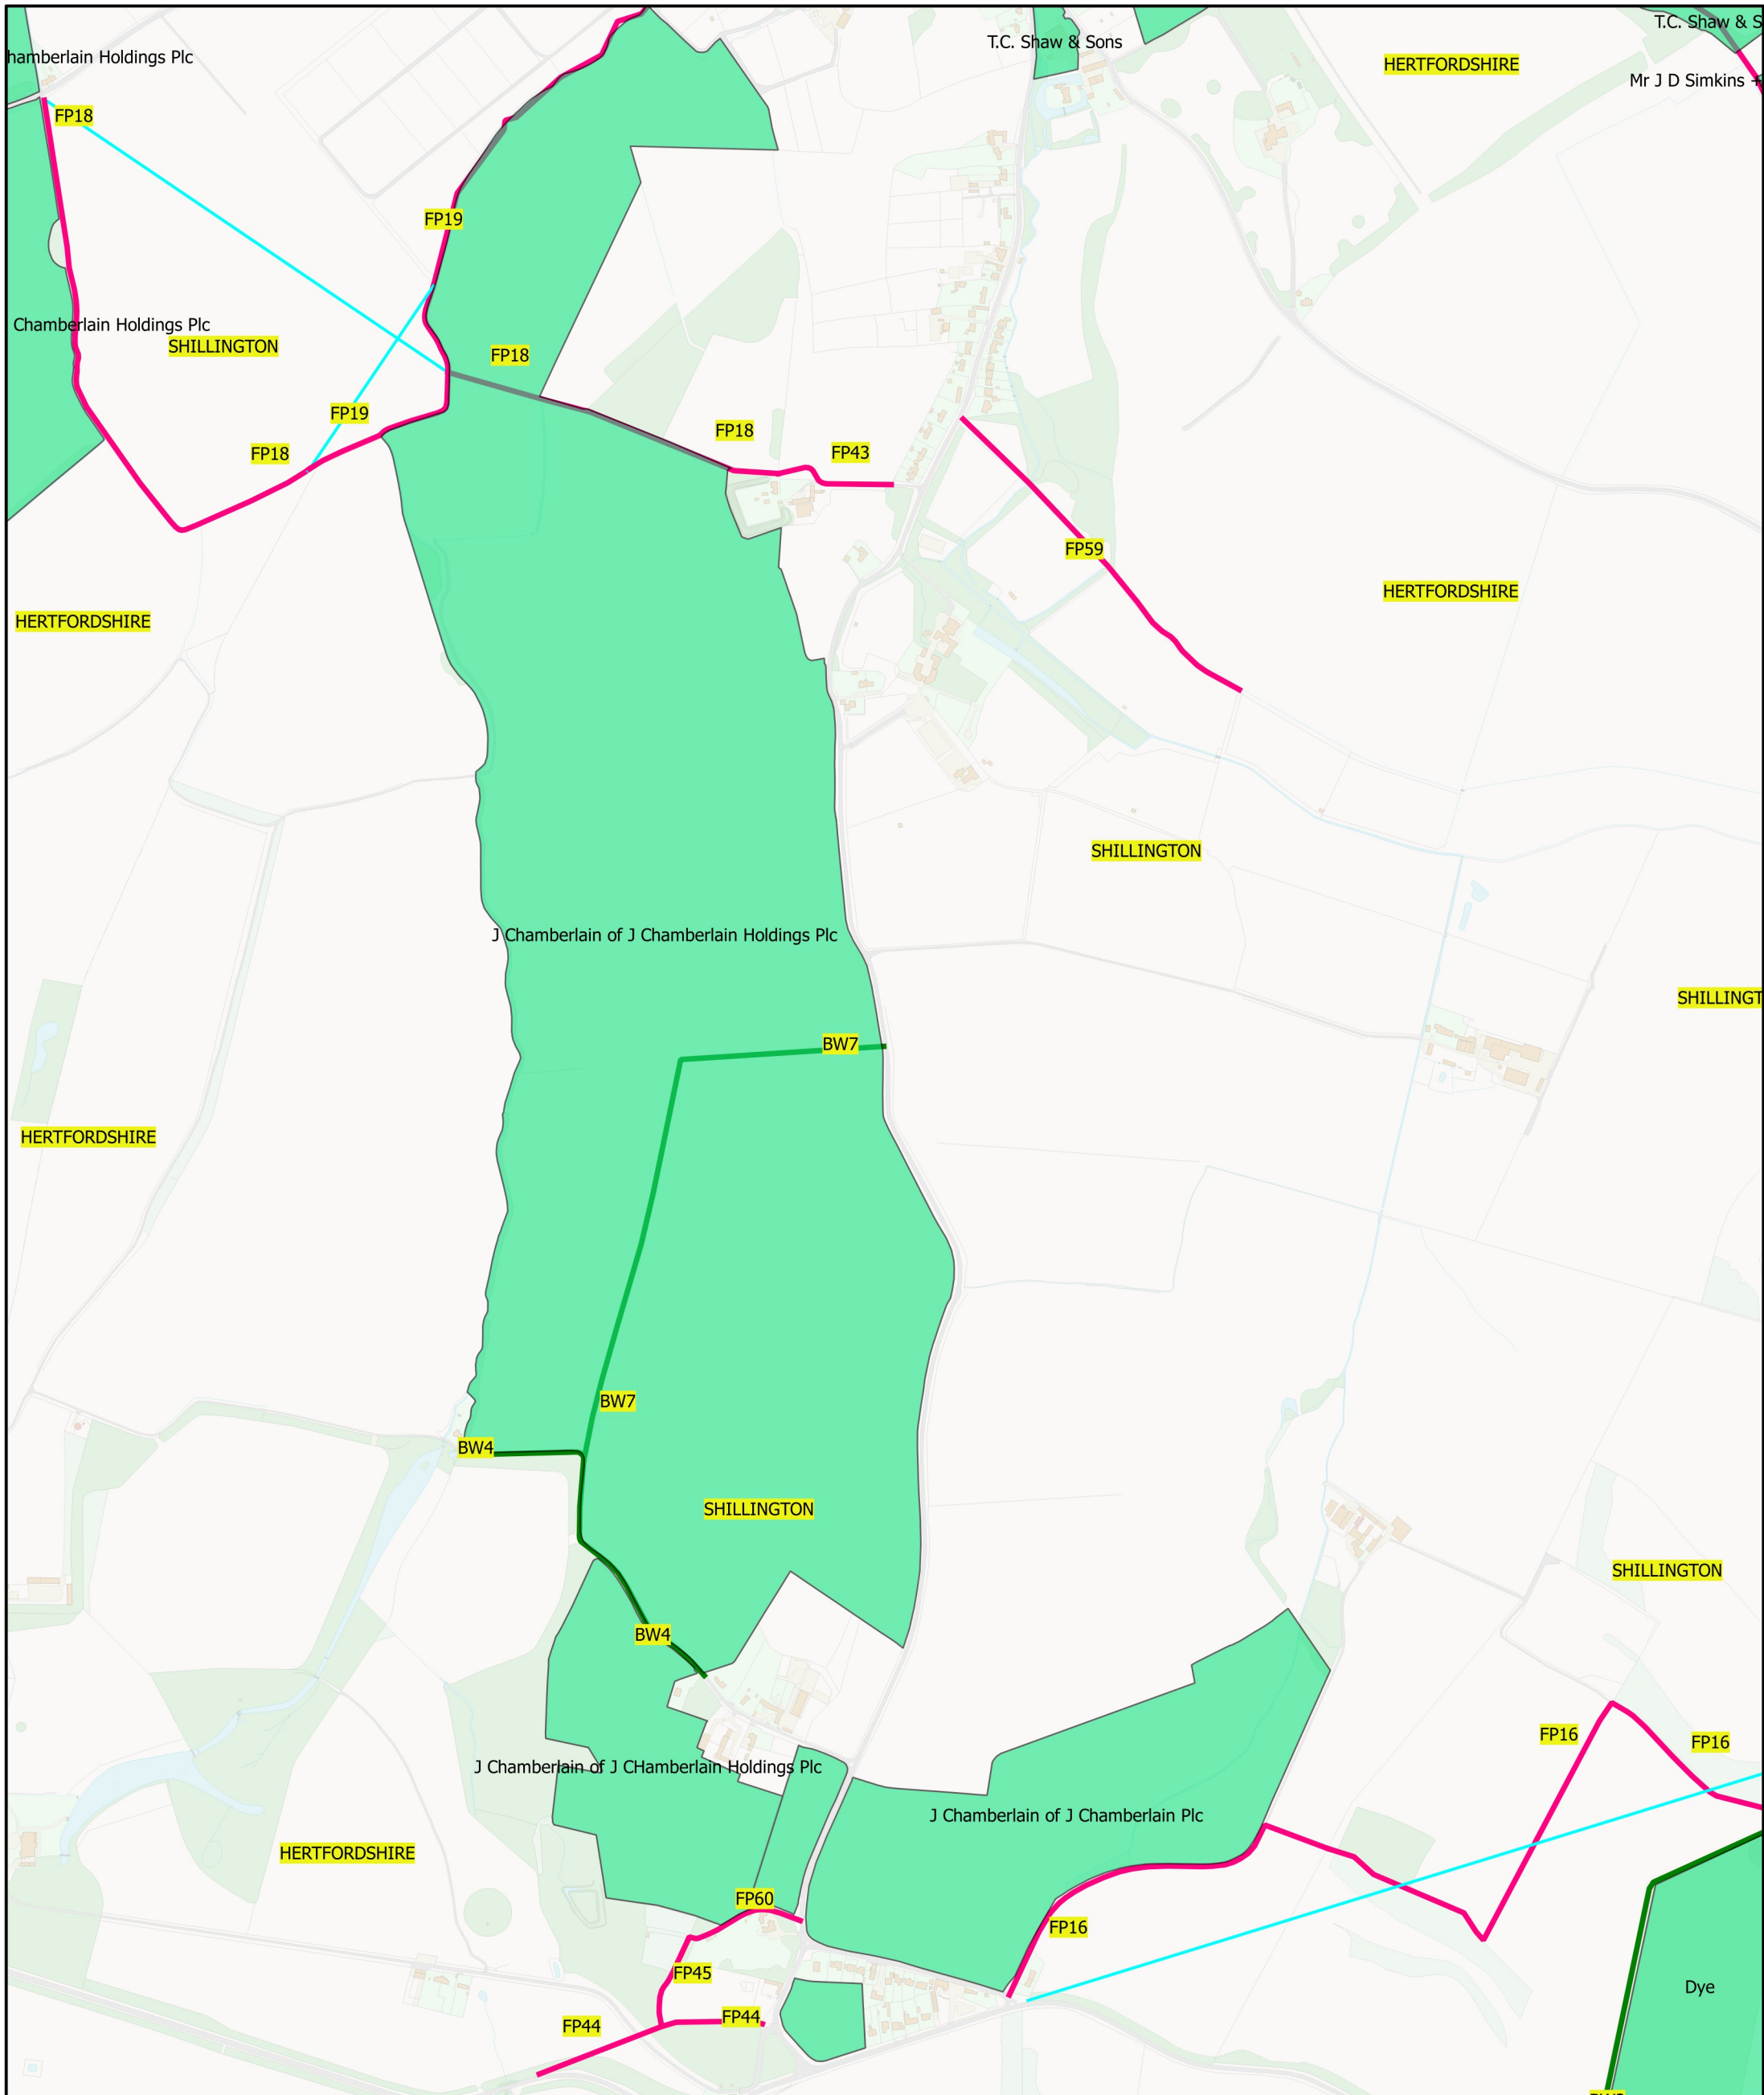 T.C. Shaw & S
T.C. Shaw & Sons
hamberlain Holdings Plc
HERTFORDSHIRE
Mr J D Simkins +
FP18
FP19
Chamberlain Holdings Plc
SHILLINGTON
FP18
FP19
FP18
FP18
FP43
FP59
HERTFORDSHIRE
HERTFORDSHIRE
SHILLINGTON
J Chamberlain of J Chamberlain Holdings Plc
SHILLINGT
BW7
HERTFORDSHIRE
BW7
BW4
SHILLINGTON
SHILLINGTON
BW4
FP16
FP16
J Chamberlain of J CHamberlain Holdings Plc
J Chamberlain of J Chamberlain Plc
HERTFORDSHIRE
FP60
FP16
FP45
Dye
FP44
FP44